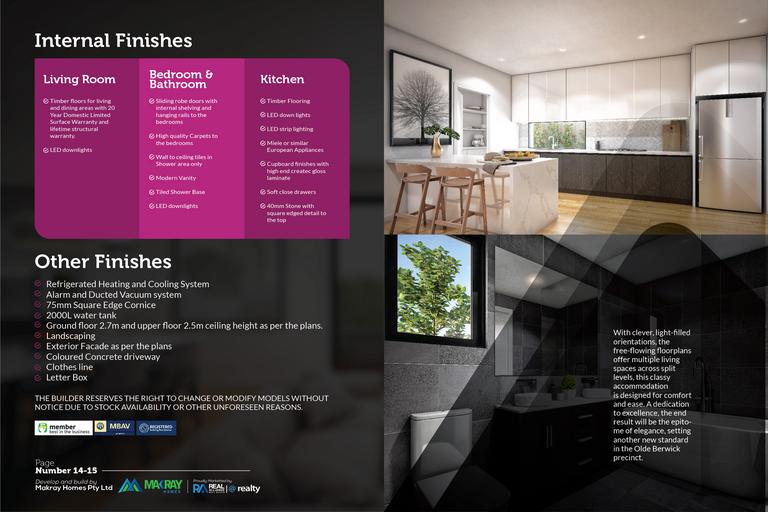 Internal Finishes
Living Room
Timber floors for living
and dining areas with 20
Year Domestic Limited
Surface Warranty and
lifetime structural
warranty.
LED downlights
Bedroom &
Bathroom
Sliding robe doors with
internal shelving and
hanging rails to the
bedrooms
High quality Carpets to
the bedrooms
Wall to ceiling tiles in
Shower area only
Modern Vanity
Tiled Shower Base
LED downlights
Kitchen
Timber Flooring
LED down lights
LED strip lighting
Miele or similar
European Appliances
Cupboard finishes with
high end createc gloss
laminate
Soft close drawers
40mm Stone with
square edged detail to
the top
Other Finishes
Refrigerated Heating and Cooling System
Alarm and Ducted Vacuum system
75mm Square Edge Cornice
2000L water tank
Ground floor 2.7m and upper floor 2.5m ceiling height as per the plans.
Landscaping
Exterior Facade as per the plans
Coloured Concrete driveway
Clothes line
Letter Box
THE BUILDER RESERVES THE RIGHT TO CHANGE OR MODIFY MODELS WITHOUT
NOTICE DUE TO STOCK AVAILABILITY OR OTHER UNFORESEEN REASONS.
member
best in the business
MBAV
REGISTERED
Page
Number 14-15
Develop and build by
Makray Homes Pty Ltd
MAKRAY
HOMES
Proudly Marketed by
RA REAL
@ realty
With clever, light-filled
orientations, the
free-flowing floorplans
offer multiple living
spaces across split
levels, this classy
accommodation
is designed for comfort
and ease. A dedication
to excellence, the end
result will be the epito-
me of elegance, setting
another new standard
in the Olde Berwick
precinct.